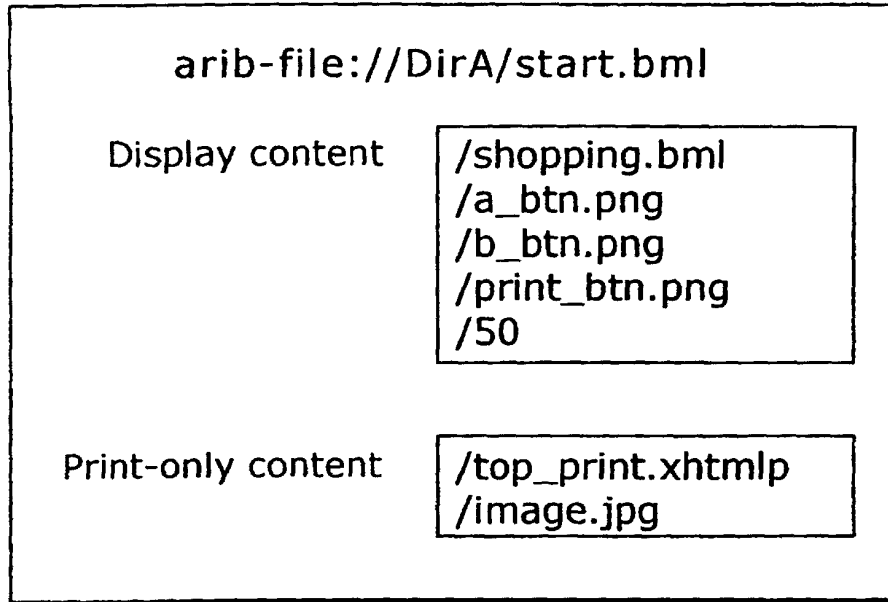 arib-file://DirA/start.bml
Display content
/shopping.bml
/a_btn.png
/b_btn.png
/print_btn.png
/50
Print-only content
/top_print.xhtmlp
/image.jpg